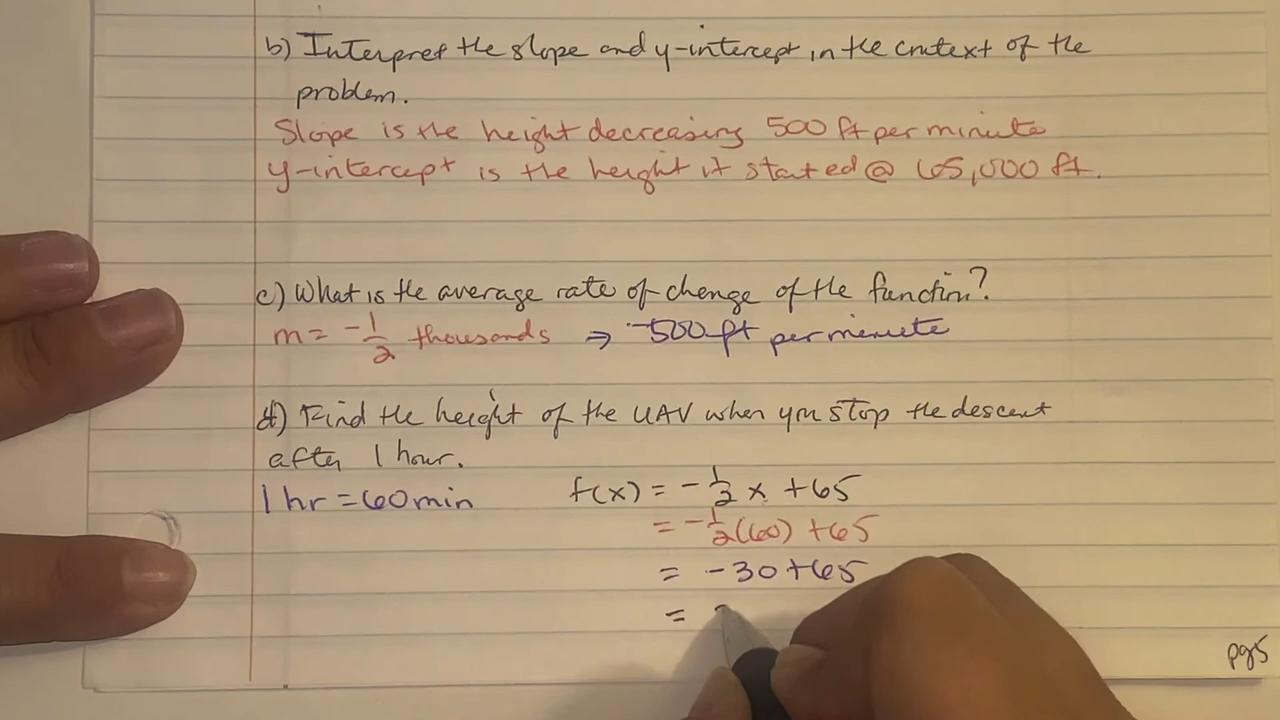 b) Interpret the slope and y-intercept in the context of the
problem.
Slope is the height decreasing 500 ft per minute
y-intercept is the height it started @ 65,000 ft.
c) What is the average rate of change of the function?
m = -1/2 thousands ⇒ -500 ft per minute
d) Find the height of the UAV when you stop the descent
after 1 hour.
1 hr = 60 min
f(x) = -1/2 x + 65
= -1/2(60) + 65
= -30 + 65
=
pg5